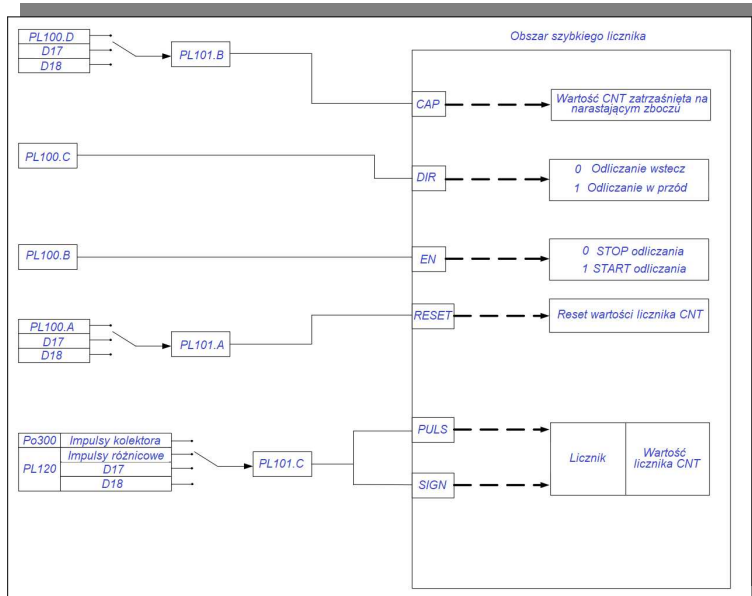 Obszar szybkiego licznika
PL100.D
D17
D18
PL101.B
CAP
Wartość CNT zatrzaśnięta na
narastającym zboczu
PL100.C
DIR
0 Odliczanie wstecz
1 Odliczanie w przód
PL100.B
EN
0 STOP odliczania
1 START odliczania
PL100.A
D17
D18
PL101.A
RESET
Reset wartości licznika CNT
Po300 Impulsy kolektora
PL120
Impulsy różnicowe
D17
D18
PL101.C
PULS
SIGN
Licznik
Wartość
licznika CNT